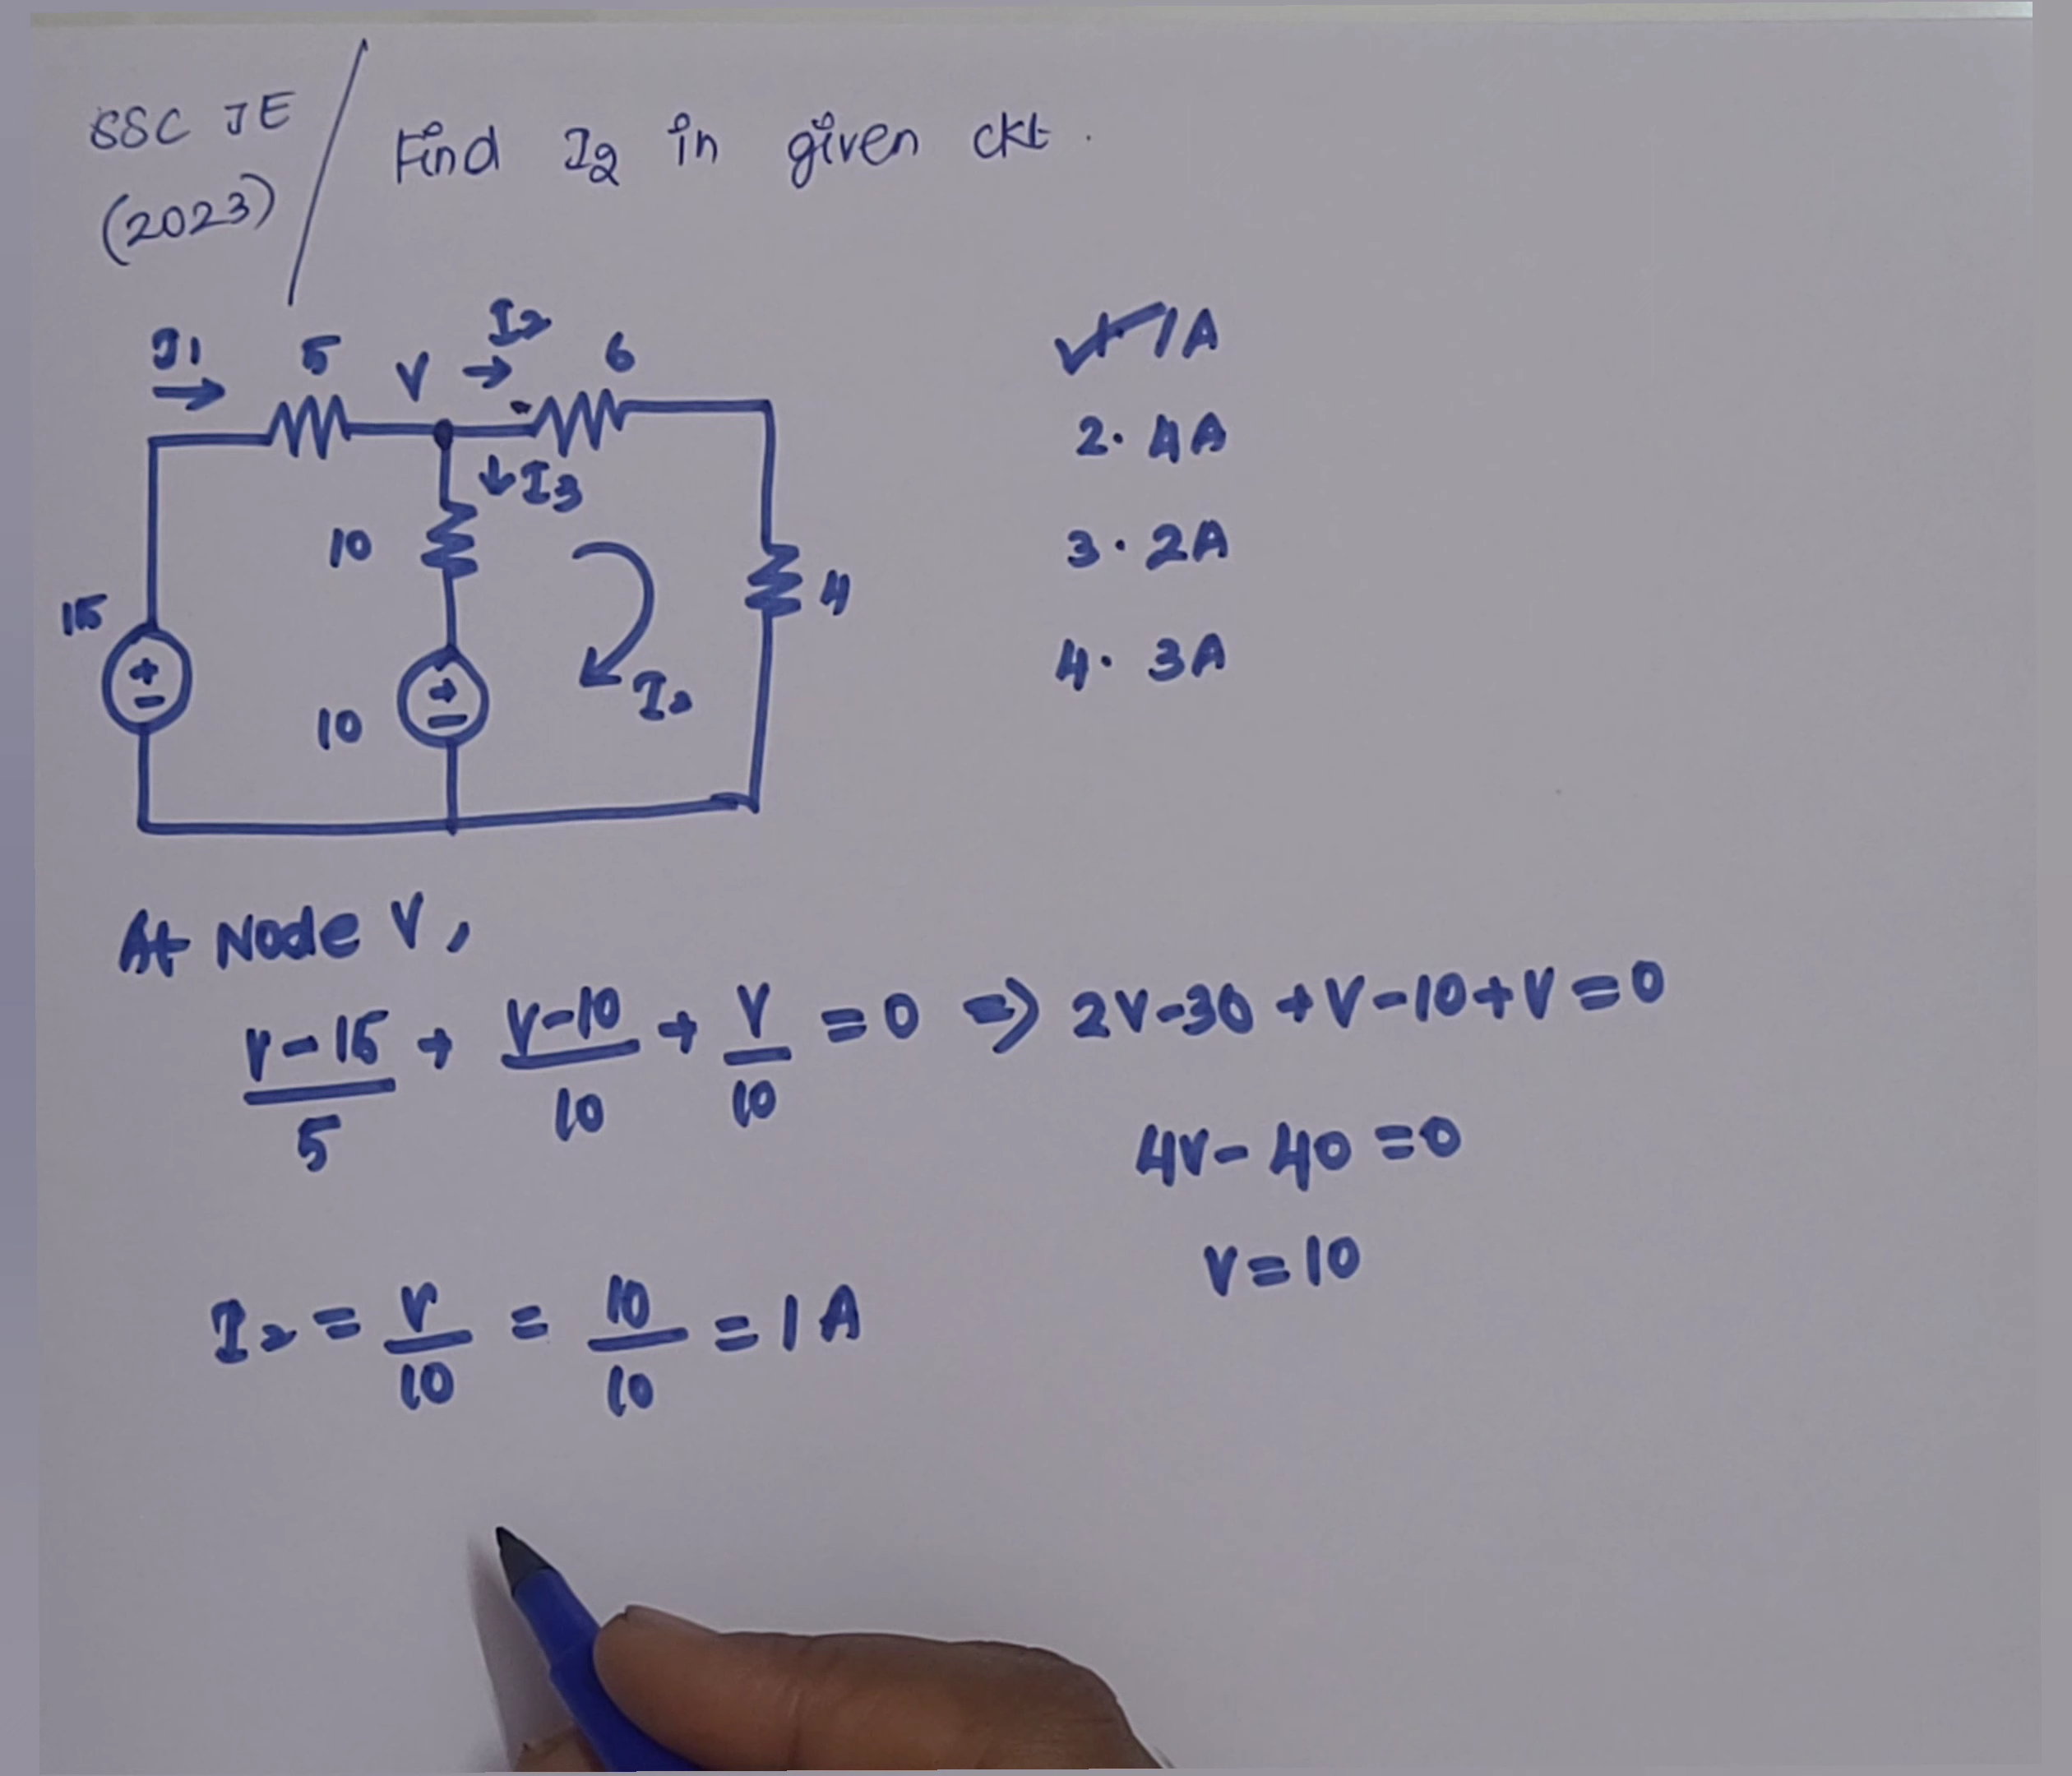 SSC JE
(2023)
Find I2 in given ckt.
I1
5
V
I2
6
I3
10
15
4
10
I2
1A
2. 4A
3. 2A
4. 3A
At Node V,
V-15/5 + V-10/10 + V/10 = 0 ⇒ 2V-30+V-10+V=0
4V-40=0
V=10
I2 = V/10 = 10/10 = 1A